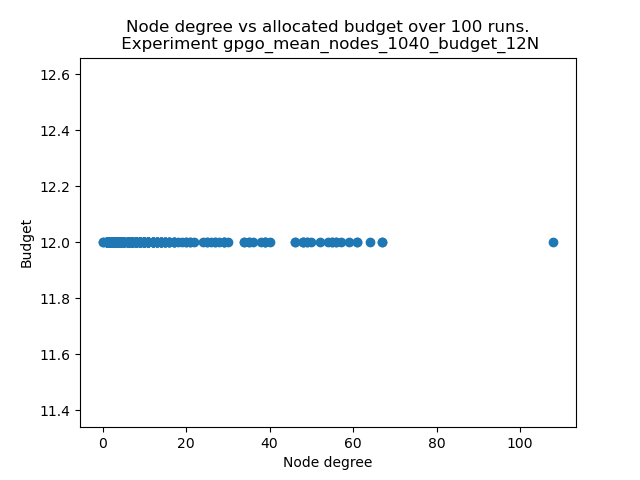 Node degree vs allocated budget over 100 runs.
Experiment gpgo_mean_nodes_1040_budget_12N
12.6
12.4
12.2
12.0
11.8
11.6
11.4
Budget
0 20 40 60 80 100
Node degree